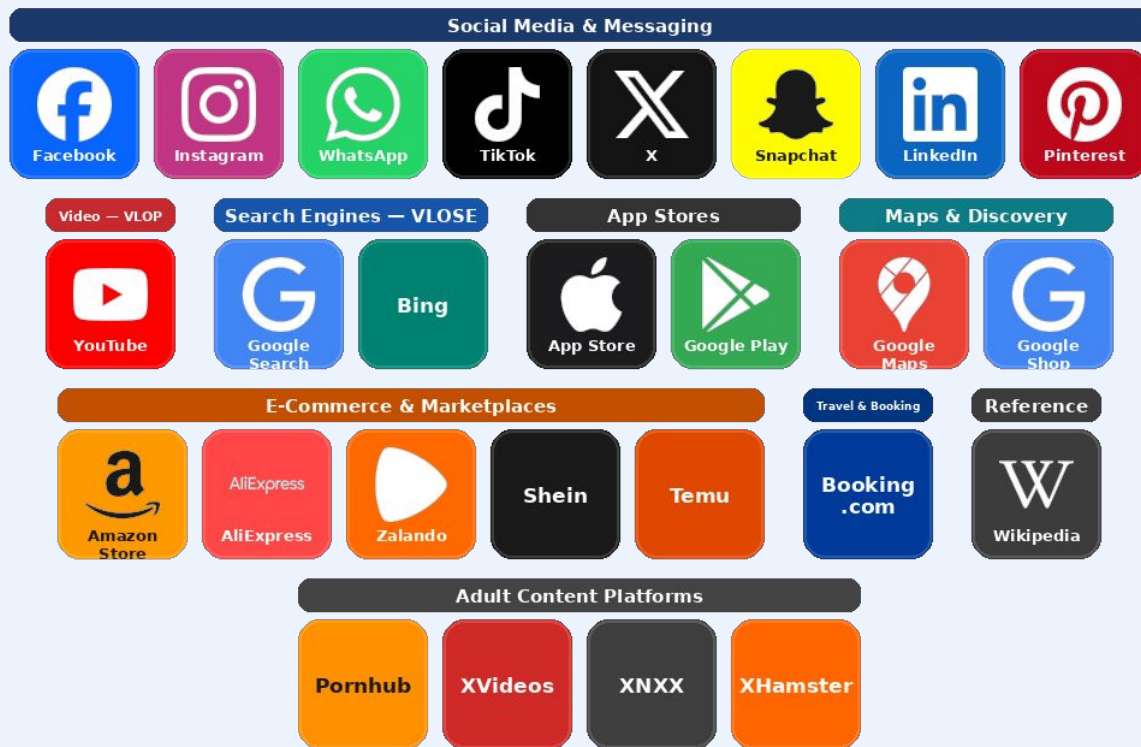 Social Media & Messaging
Facebook
Instagram
WhatsApp
TikTok
X
Snapchat
in
LinkedIn
Pinterest
Video — VLOP
Search Engines — VLOSE
App Stores
Maps & Discovery
YouTube
Google
Search
Bing
App Store
Google Play
Google
Maps
Google
Shop
E-Commerce & Marketplaces
Travel & Booking
Reference
a
Amazon
Store
AliExpress
AliExpress
Zalando
Shein
Temu
Booking
.com
W
Wikipedia
Adult Content Platforms
Pornhub
XVideos
XNXX
XHamster